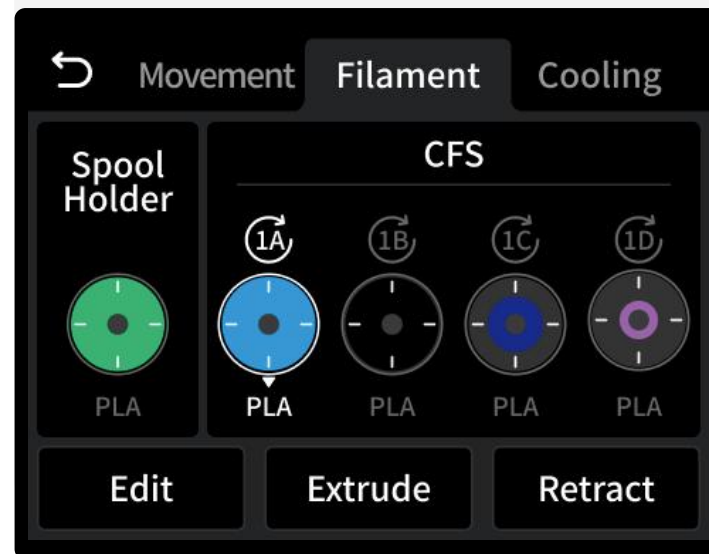 Movement Filament Cooling
Spool
Holder
CFS
1A 1B 1C 1D
PLA PLA PLA PLA PLA
Edit Extrude Retract